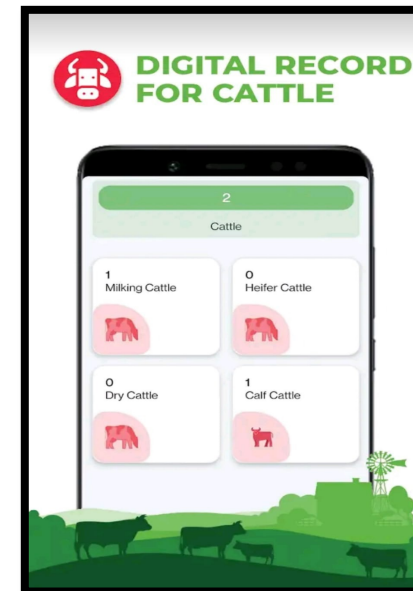 DIGITAL RECORD
FOR CATTLE
2
Cattle
1
Milking Cattle
0
Heifer Cattle
0
Dry Cattle
1
Calf Cattle